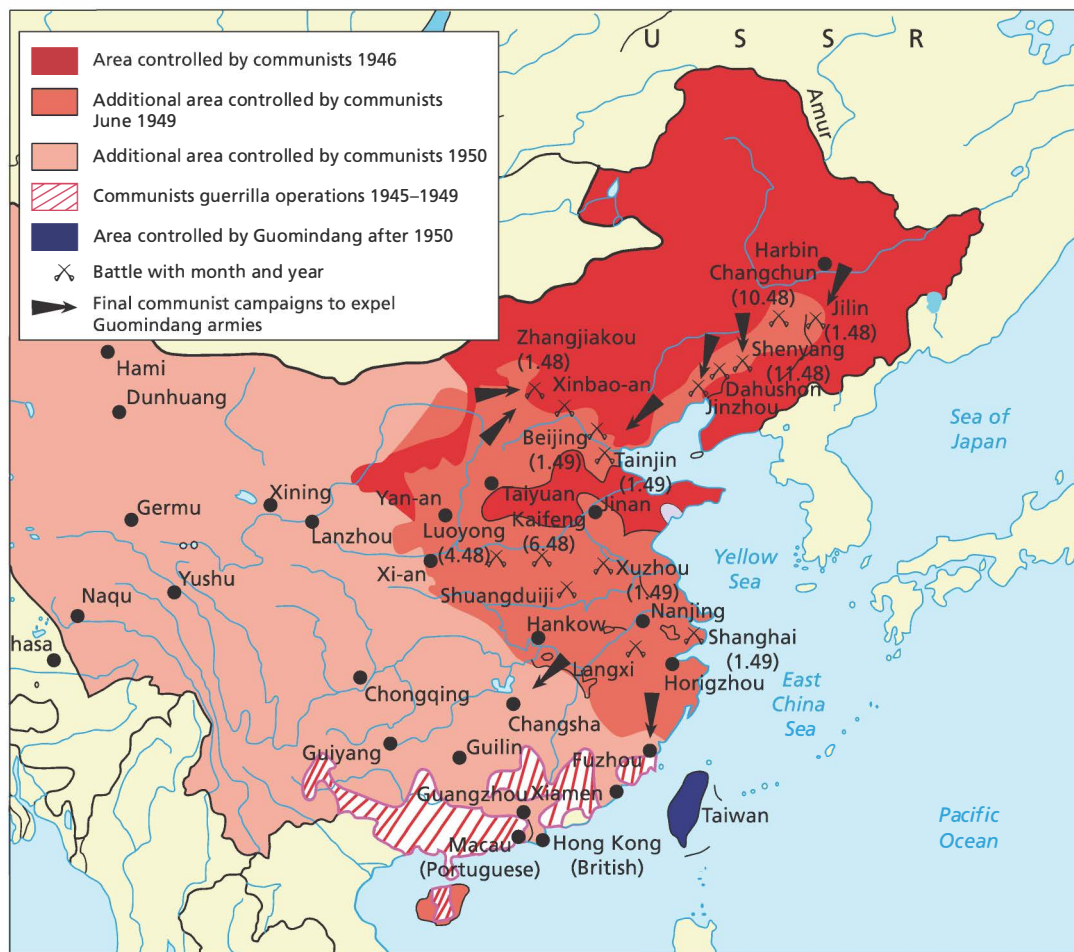 Area controlled by communists 1946
Additional area controlled by communists
June 1949
Additional area controlled by communists 1950
Communists guerrilla operations 1945–1949
Area controlled by Guomindang after 1950
Battle with month and year
Final communist campaigns to expel
Guomindang armies
U S S R
Amur
Harbin
Changchun
(10.48)
Jilin
(1.48)
Shenyang
(11.48)
Dahushon
Jinzhou
Zhangjiakou
(1.48)
Xinbao-an
Beijing
(1.49)
Tainjin
(1.49)
Hami
Dunhuang
Sea of
Japan
Germu
Xining
Lanzhou
Yan-an
Taiyuan
Jinan
Luoyong
(4.48)
Kaifeng
(6.48)
Xi-an
Xuzhou
(1.49)
Yellow
Sea
Yushu
Naqu
hasa
Shuangduiji
Nanjing
Hankow
Shanghai
(1.49)
Langxi
Horigzhou
East
China
Sea
Chongqing
Changsha
Guiyang
Guilin
Fuzhou
Guangzhou
Xiamen
Taiwan
Macau
(Portuguese)
Hong Kong
(British)
Pacific
Ocean